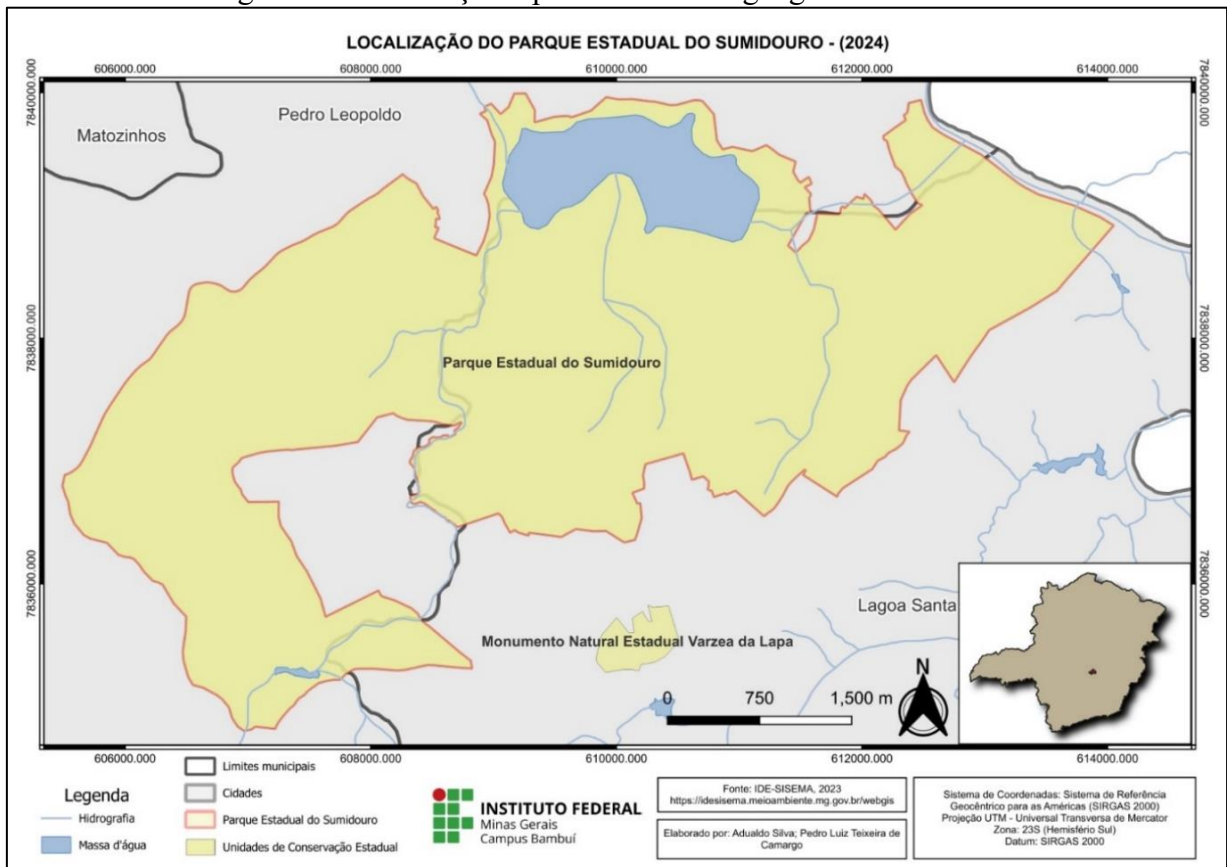 LOCALIZAÇÃO DO PARQUE ESTADUAL DO SUMIDOURO - (2024)
606000.000 608000.000 610000.000 612000.000 614000.000
7840000.000 7840000.000
Pedro Leopoldo
Matozinhos
7838000.000 7838000.000
Parque Estadual do Sumidouro
7836000.000 7836000.000
Lagoa Santa
Monumento Natural Estadual Varzea da Lapa
N
0 750 1,500 m
606000.000 608000.000 610000.000 612000.000 614000.000
Legenda
Hidrografia
Massa d'água
Limites municipais
Cidades
Parque Estadual do Sumidouro
Unidades de Conservação Estadual
INSTITUTO FEDERAL
Minas Gerais
Campus Bambuí
Fonte: IDE-SISEMA, 2023
https://idesisema.meioambiente.mg.gov.br/webgis
Elaborado por: Adualdo Silva; Pedro Luiz Teixeira de
Camargo
Sistema de Coordenadas: Sistema de Referência
Geocêntrico para as Américas (SIRGAS 2000)
Projeção UTM - Universal Transversa de Mercator
Zona: 23S (Hemisfério Sul)
Datum: SIRGAS 2000